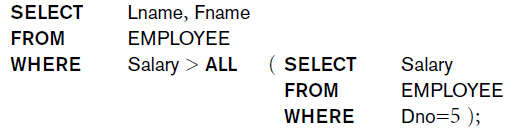 SELECT Lname, Fname
FROM EMPLOYEE
WHERE Salary > ALL ( SELECT Salary
FROM EMPLOYEE
WHERE Dno=5 );